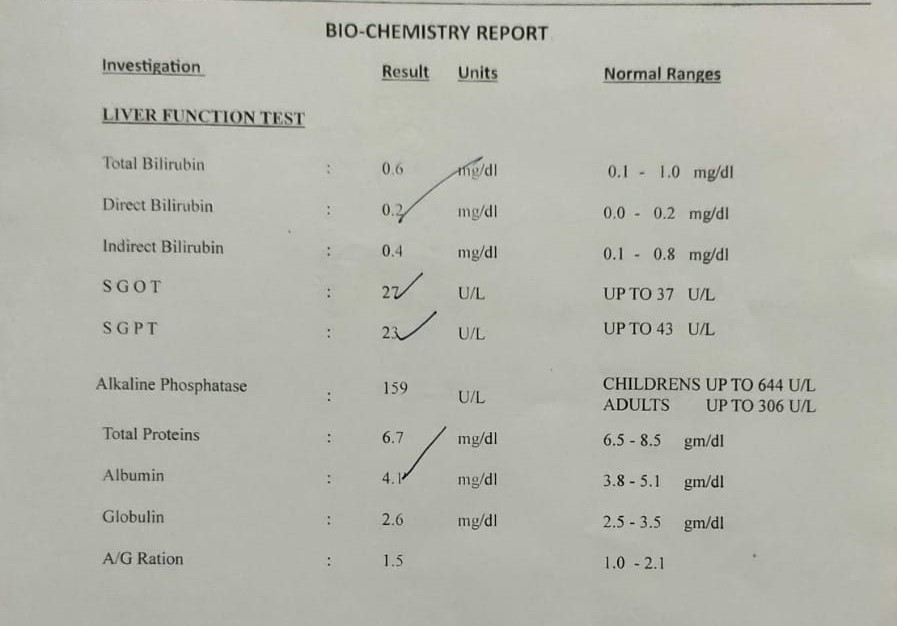 BIO-CHEMISTRY REPORT
Investigation Result Units Normal Ranges
LIVER FUNCTION TEST
Total Bilirubin : 0.6 mg/dl 0.1 - 1.0 mg/dl
Direct Bilirubin : 0.2 mg/dl 0.0 - 0.2 mg/dl
Indirect Bilirubin : 0.4 mg/dl 0.1 - 0.8 mg/dl
SGOT : 27 U/L UP TO 37 U/L
SGPT : 23 U/L UP TO 43 U/L
Alkaline Phosphatase : 159 U/L CHILDRENS UP TO 644 U/L
ADULTS UP TO 306 U/L
Total Proteins : 6.7 mg/dl 6.5 - 8.5 gm/dl
Albumin : 4.1 mg/dl 3.8 - 5.1 gm/dl
Globulin : 2.6 mg/dl 2.5 - 3.5 gm/dl
A/G Ration : 1.5 1.0 - 2.1